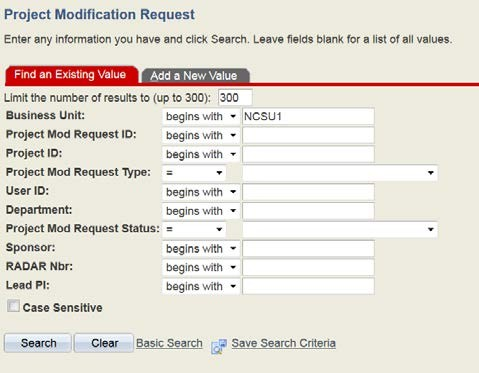 Project Modification Request
Enter any information you have and click Search. Leave fields blank for a list of all values.
Find an Existing Value Add a New Value
Limit the number of results to (up to 300): 300
Business Unit: begins with NCSU1
Project Mod Request ID: begins with
Project ID: begins with
Project Mod Request Type: =
User ID: begins with
Department: begins with
Project Mod Request Status: =
Sponsor: begins with
RADAR Nbr: begins with
Lead PI: begins with
Case Sensitive
Search Clear Basic Search Save Search Criteria